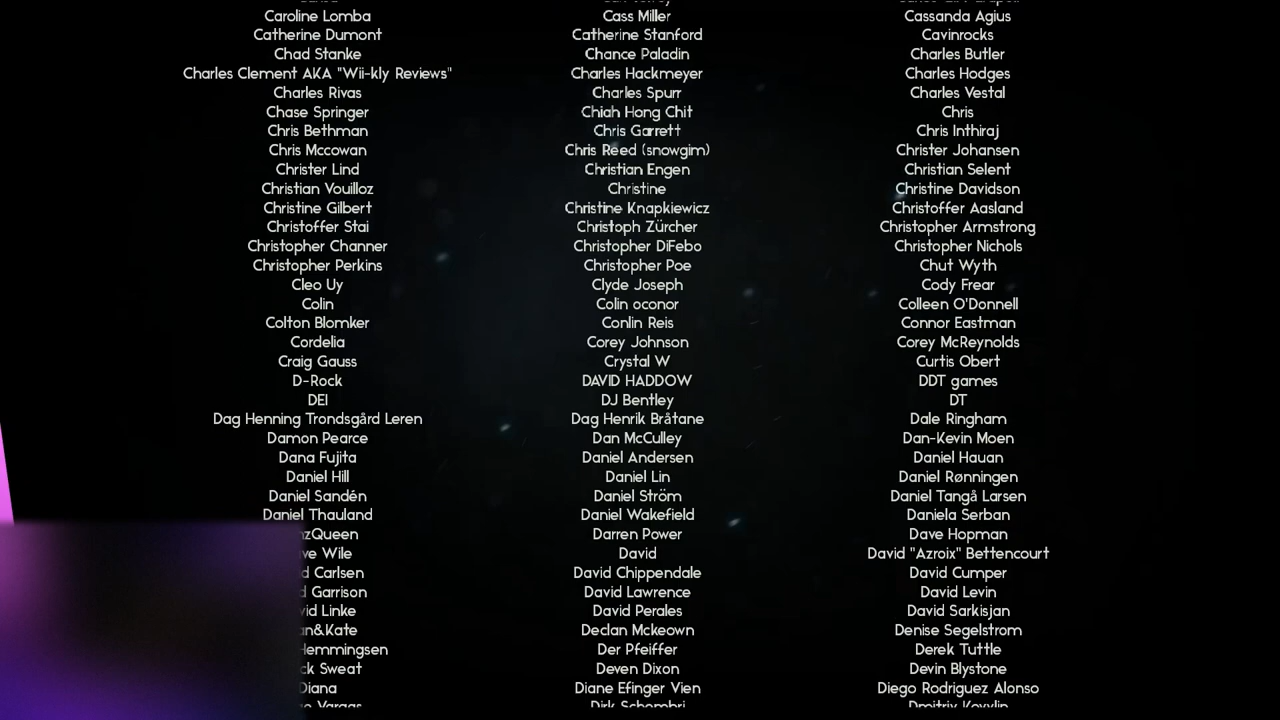 Caroline Lomba Cass Miller Cassanda Agius
Catherine Dumont Catherine Stanford Cavinrocks
Chad Stanke Chance Paladin Charles Butler
Charles Clement AKA "Wii-kly Reviews" Charles Hackmeyer Charles Hodges
Charles Rivas Charles Spurr Charles Vestal
Chase Springer Chiah Hong Chit Chris
Chris Bethman Chris Garrett Chris Inthiraj
Chris Mccowan Chris Reed (snowgim) Christer Johansen
Christer Lind Christian Engen Christian Selent
Christian Vouilloz Christine Christine Davidson
Christine Gilbert Christine Knapkiewicz Christoffer Aasland
Christoffer Stai Christoph Zürcher Christopher Armstrong
Christopher Channer Christopher DiFebo Christopher Nichols
Christopher Perkins Christopher Poe Chut Wyth
Cleo Uy Clyde Joseph Cody Frear
Colin Colin oconor Colleen O'Donnell
Colton Blomker Conlin Reis Connor Eastman
Cordelia Corey Johnson Corey McReynolds
Craig Gauss Crystal W Curtis Obert
D-Rock DAVID HADDOW DDT games
DEI DJ Bentley DT
Dag Henning Trondsgård Leren Dag Henrik Bråtane Dale Ringham
Damon Pearce Dan McCulley Dan-Kevin Moen
Dana Fujita Daniel Andersen Daniel Hauan
Daniel Hill Daniel Lin Daniel Rønningen
Daniel Sandén Daniel Ström Daniel Tangå Larsen
Daniel Thauland Daniel Wakefield Daniela Serban
Darren Power Dave Hopman
Wile David David "Azroix" Bettencourt
Carlsen David Chippendale David Cumper
Garrison David Lawrence David Levin
Linke David Perales David Sarkisjan
Declan Mckeown Denise Segelstrom
Hemmingsen Der Pfeiffer Derek Tuttle
Sweat Deven Dixon Devin Blystone
Diana Diane Efinger Vien Diego Rodriguez Alonso